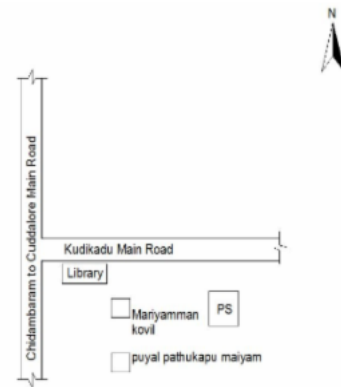 N
Chidambaram to Cuddalore Main Road
Kudikadu Main Road
Library
Mariyamman
kovil
PS
puyal pathukapu maiyam